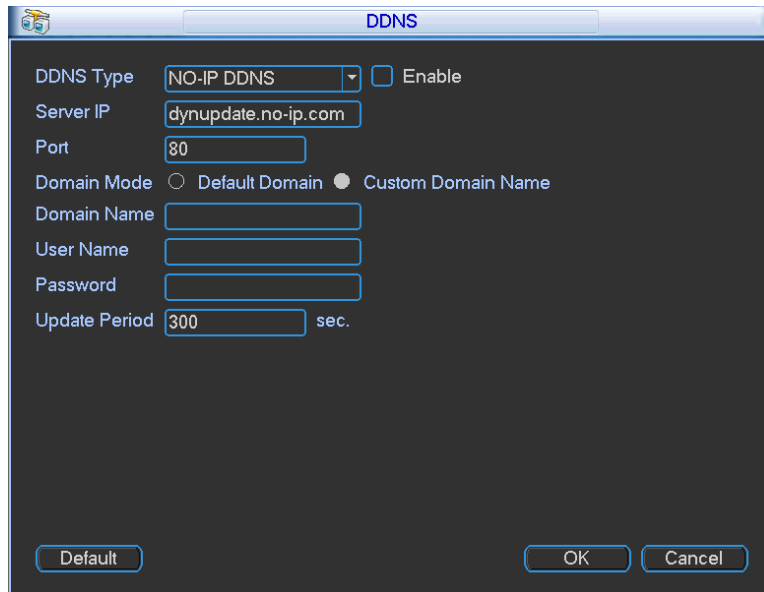 DDNS
DDNS Type NO-IP DDNS Enable
Server IP dynupdate.no-ip.com
Port 80
Domain Mode Default Domain Custom Domain Name
Domain Name
User Name
Password
Update Period 300 sec.
Default OK Cancel